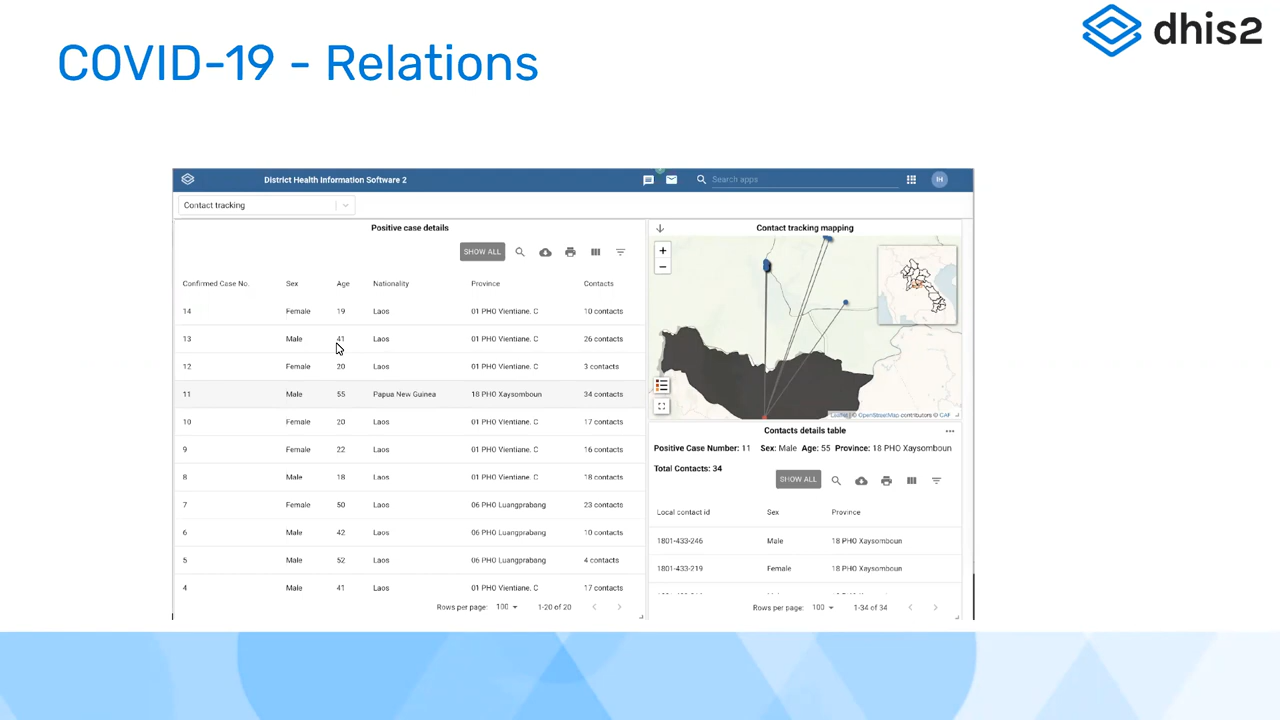 COVID-19 - Relations
dhis2
District Health Information Software 2
Search apps
IH
Contact tracking
Positive case details
SHOW ALL
Confirmed Case No. Sex Age Nationality Province Contacts
14 Female 19 Laos 01 PHO Vientiane. C 10 contacts
13 Male 41 Laos 01 PHO Vientiane. C 26 contacts
12 Female 20 Laos 01 PHO Vientiane. C 3 contacts
11 Male 55 Papua New Guinea 18 PHO Xaysomboun 34 contacts
10 Female 20 Laos 01 PHO Vientiane. C 17 contacts
9 Female 22 Laos 01 PHO Vientiane. C 16 contacts
8 Male 18 Laos 01 PHO Vientiane. C 18 contacts
7 Female 50 Laos 06 PHO Luangprabang 23 contacts
6 Male 42 Laos 06 PHO Luangprabang 10 contacts
5 Male 52 Laos 06 PHO Luangprabang 4 contacts
4 Male 41 Laos 01 PHO Vientiane. C 17 contacts
Rows per page: 100 1-20 of 20
Contact tracking mapping
+
−
Leaflet | © OpenStreetMap contributors ©
Contacts details table
Positive Case Number: 11 Sex: Male Age: 55 Province: 18 PHO Xaysomboun
Total Contacts: 34
SHOW ALL
Local contact id Sex Province
1801-433-246 Male 18 PHO Xaysomboun
1801-433-219 Female 18 PHO Xaysomboun
Rows per page: 100 1-34 of 34